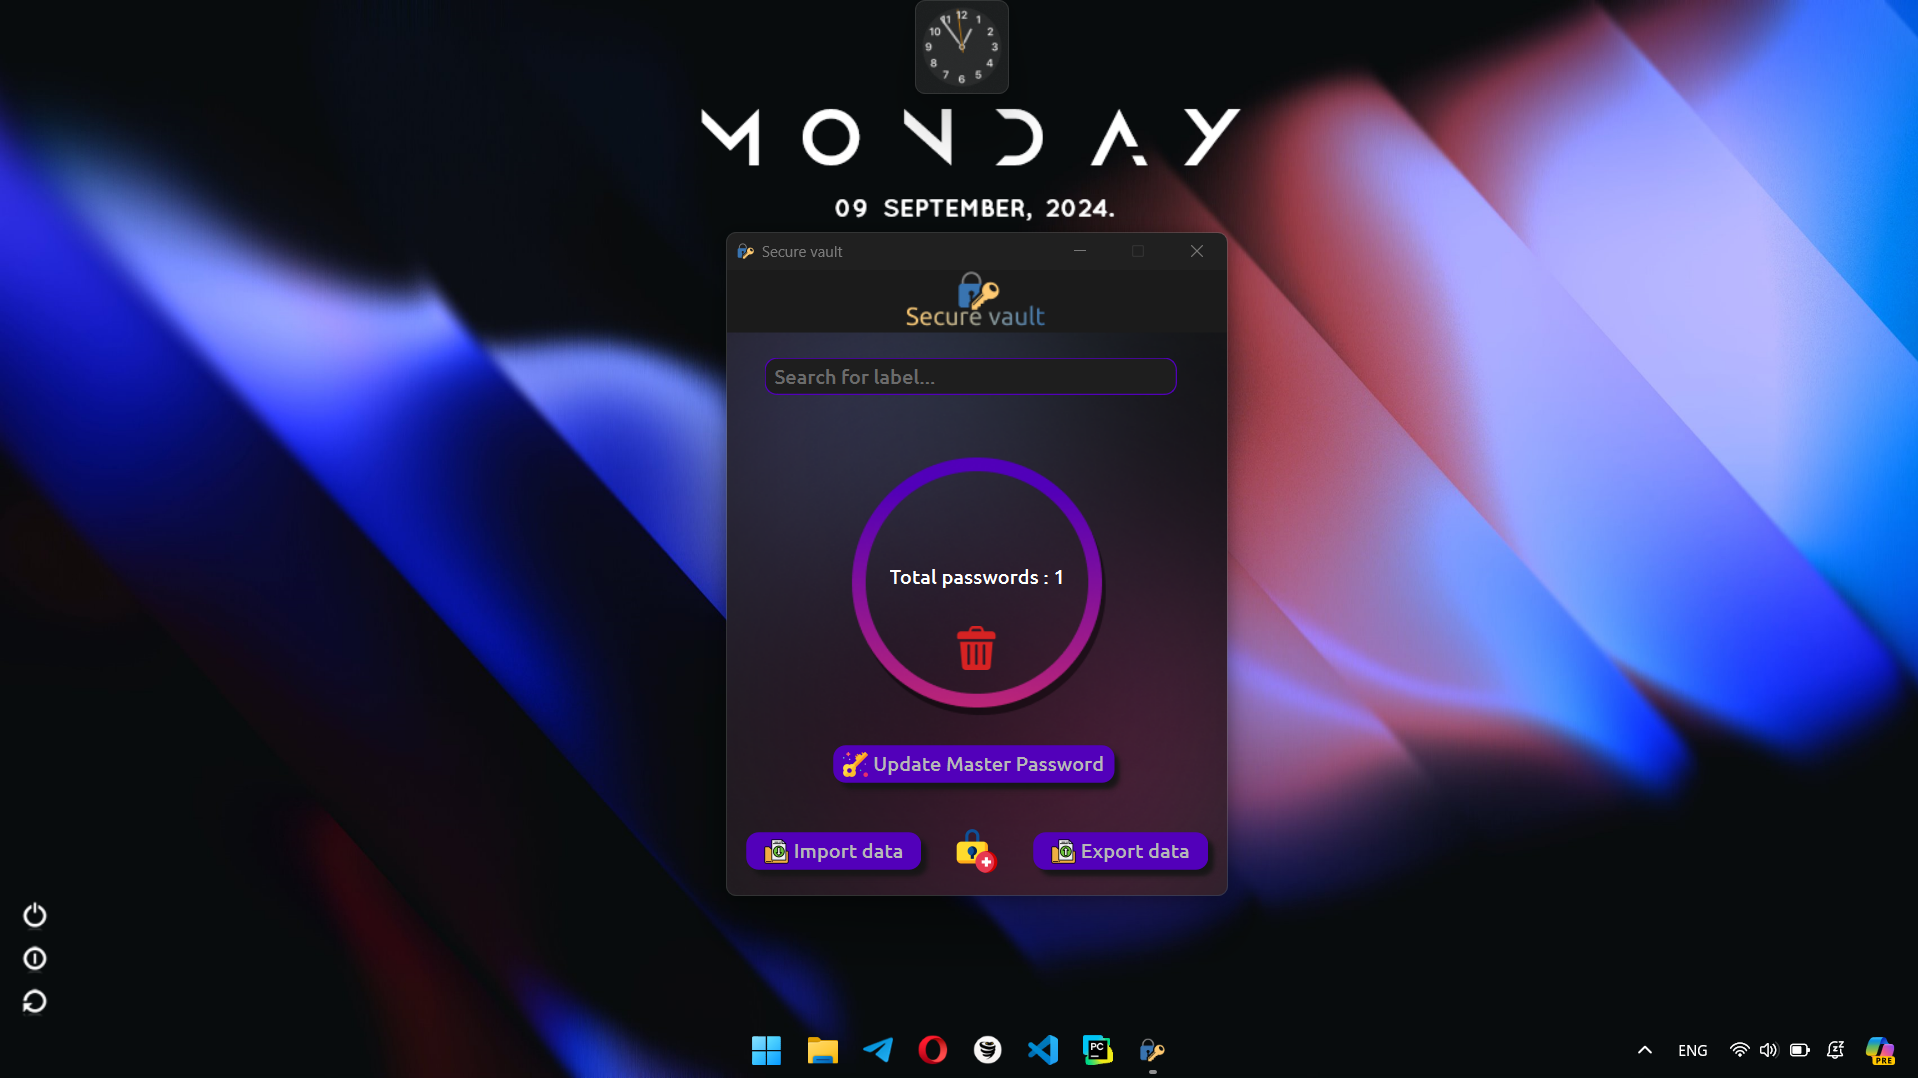 12
11 1
10 2
9 3
8 4
7 5
6
MONDAY
09 SEPTEMBER, 2024.
Secure vault
Secure vault
Search for label...
Total passwords : 1
Update Master Password
Import data
Export data
PC
ENG
PRE